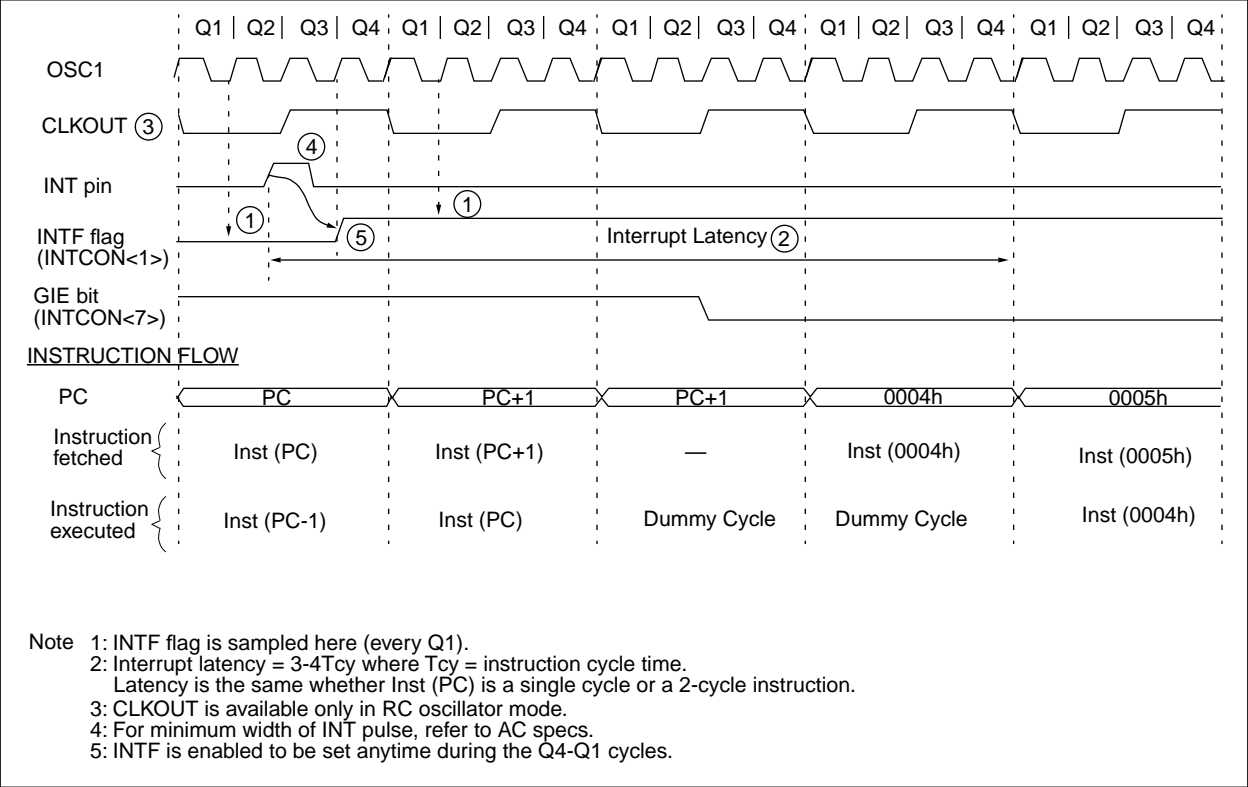 Q1 | Q2 | Q3 | Q4 Q1 | Q2 | Q3 | Q4 Q1 | Q2 | Q3 | Q4 Q1 | Q2 | Q3 | Q4 Q1 | Q2 | Q3 | Q4
OSC1
CLKOUT 3
4
INT pin
1 1
INTF flag
(INTCON<1>)
5
Interrupt Latency 2
GIE bit
(INTCON<7>)
INSTRUCTION FLOW
PC PC PC+1 PC+1 0004h 0005h
Instruction
fetched
Inst (PC) Inst (PC+1) — Inst (0004h) Inst (0005h)
Instruction
executed
Inst (PC-1) Inst (PC) Dummy Cycle Dummy Cycle Inst (0004h)
Note 1: INTF flag is sampled here (every Q1).
2: Interrupt latency = 3-4Tcy where Tcy = instruction cycle time.
Latency is the same whether Inst (PC) is a single cycle or a 2-cycle instruction.
3: CLKOUT is available only in RC oscillator mode.
4: For minimum width of INT pulse, refer to AC specs.
5: INTF is enabled to be set anytime during the Q4-Q1 cycles.